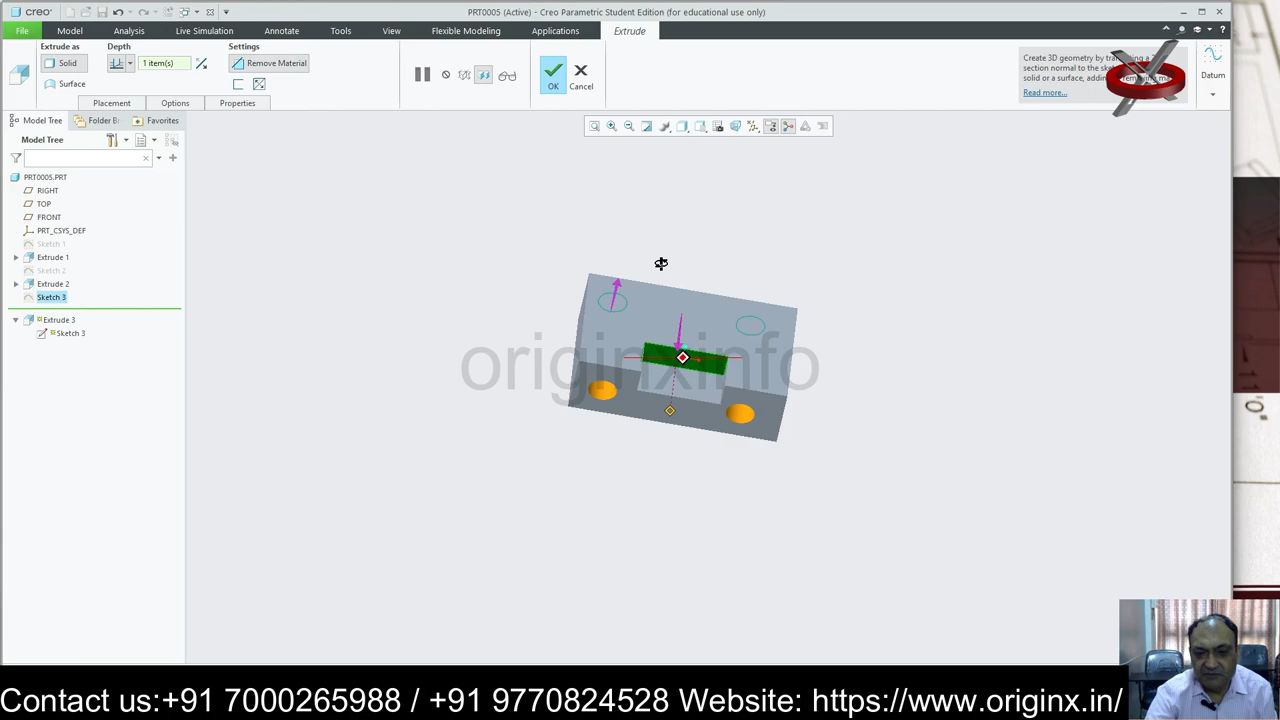 creo
PRT0005 (Active) - Creo Parametric Student Edition (for educational use only)
File Model Analysis Live Simulation Annotate Tools View Flexible Modeling Applications Extrude
Extrude as Depth Settings
Solid 1 item(s) Remove Material
Surface
OK Cancel
Placement Options Properties
Create 3D geometry by
section normal to the
solid or a surface,
Read more...
Datum
Model Tree Folder Favorites
Model Tree
PRT0005.PRT
RIGHT
TOP
FRONT
PRT_CSYS_DEF
Sketch 1
Extrude 1
Sketch 2
Extrude 2
Sketch 3
Extrude 3
Sketch 3
originxinfo
Contact us:+91 7000265988 / +91 9770824528 Website: https://www.originx.in/